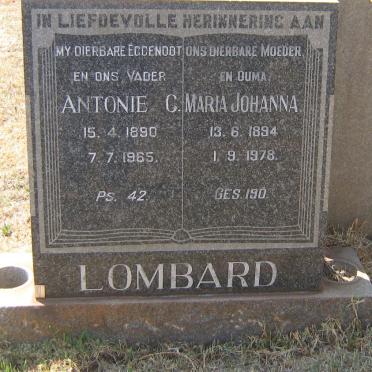 IN LIEFDEVOLLE HERINNERING AAN
MY DIERBARE EGGENOOT
EN ONS VADER
ANTONIE C.
15. 4. 1890
7. 7. 1965.
Ps. 42.
ONS DIERBARE MOEDER
EN OUMA
MARIA JOHANNA
13. 6. 1894
1. 9. 1978.
GES. 190
LOMBARD